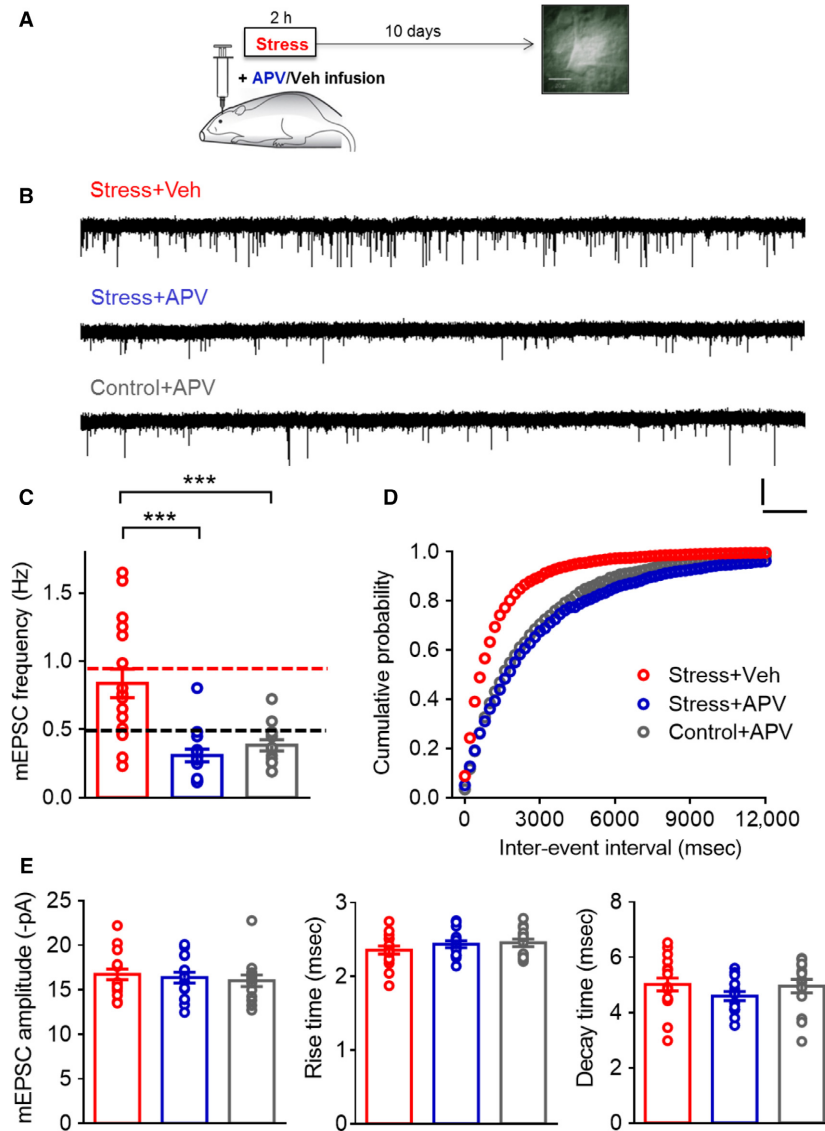 A
2 h
Stress
10 days
+ APV/Veh infusion
B
Stress+Veh
Stress+APV
Control+APV
C
***
***
mEPSC frequency (Hz)
1.5
1.0
0.5
0.0
D
Cumulative probability
1.0
0.8
0.6
0.4
0.2
0.0
Stress+Veh
Stress+APV
Control+APV
0 3000 6000 9000 12,000
Inter-event interval (msec)
E
mEPSC amplitude (-pA)
25
20
15
10
5
0
Rise time (msec)
3
2
1
0
Decay time (msec)
8
6
4
2
0